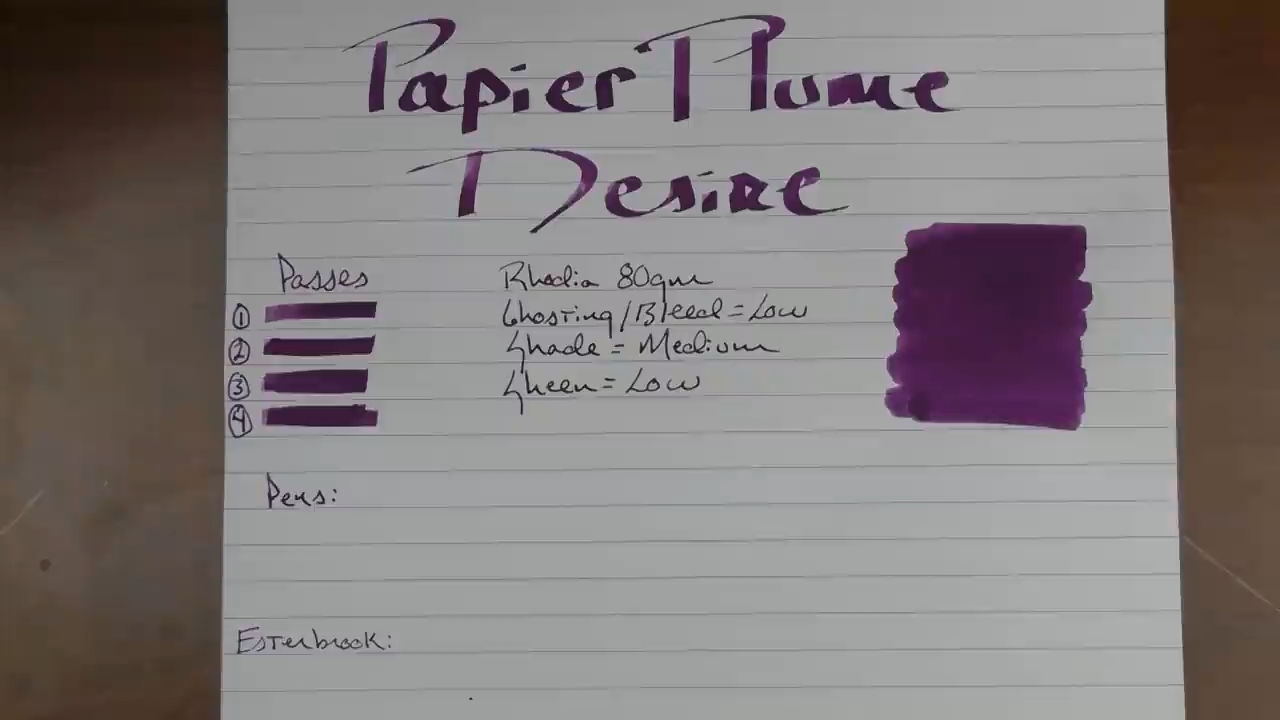 Papier Plume
Desire
Passes
1
2
3
4
Rhodia 80gm
Ghosting/Bleed = Low
Shade = Medium
Sheen = Low
Pens:
Esterbrook: